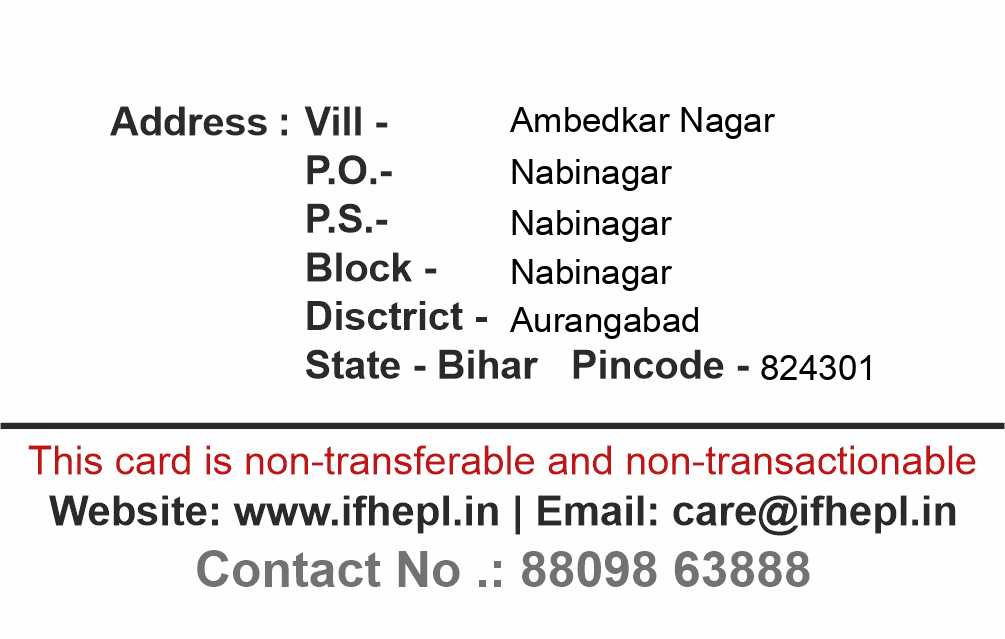 Address : Vill - Ambedkar Nagar
P.O.- Nabinagar
P.S.- Nabinagar
Block - Nabinagar
Disctrict - Aurangabad
State - Bihar Pincode - 824301
This card is non-transferable and non-transactionable
Website: www.ifhepl.in | Email: care@ifhepl.in
Contact No .: 88098 63888